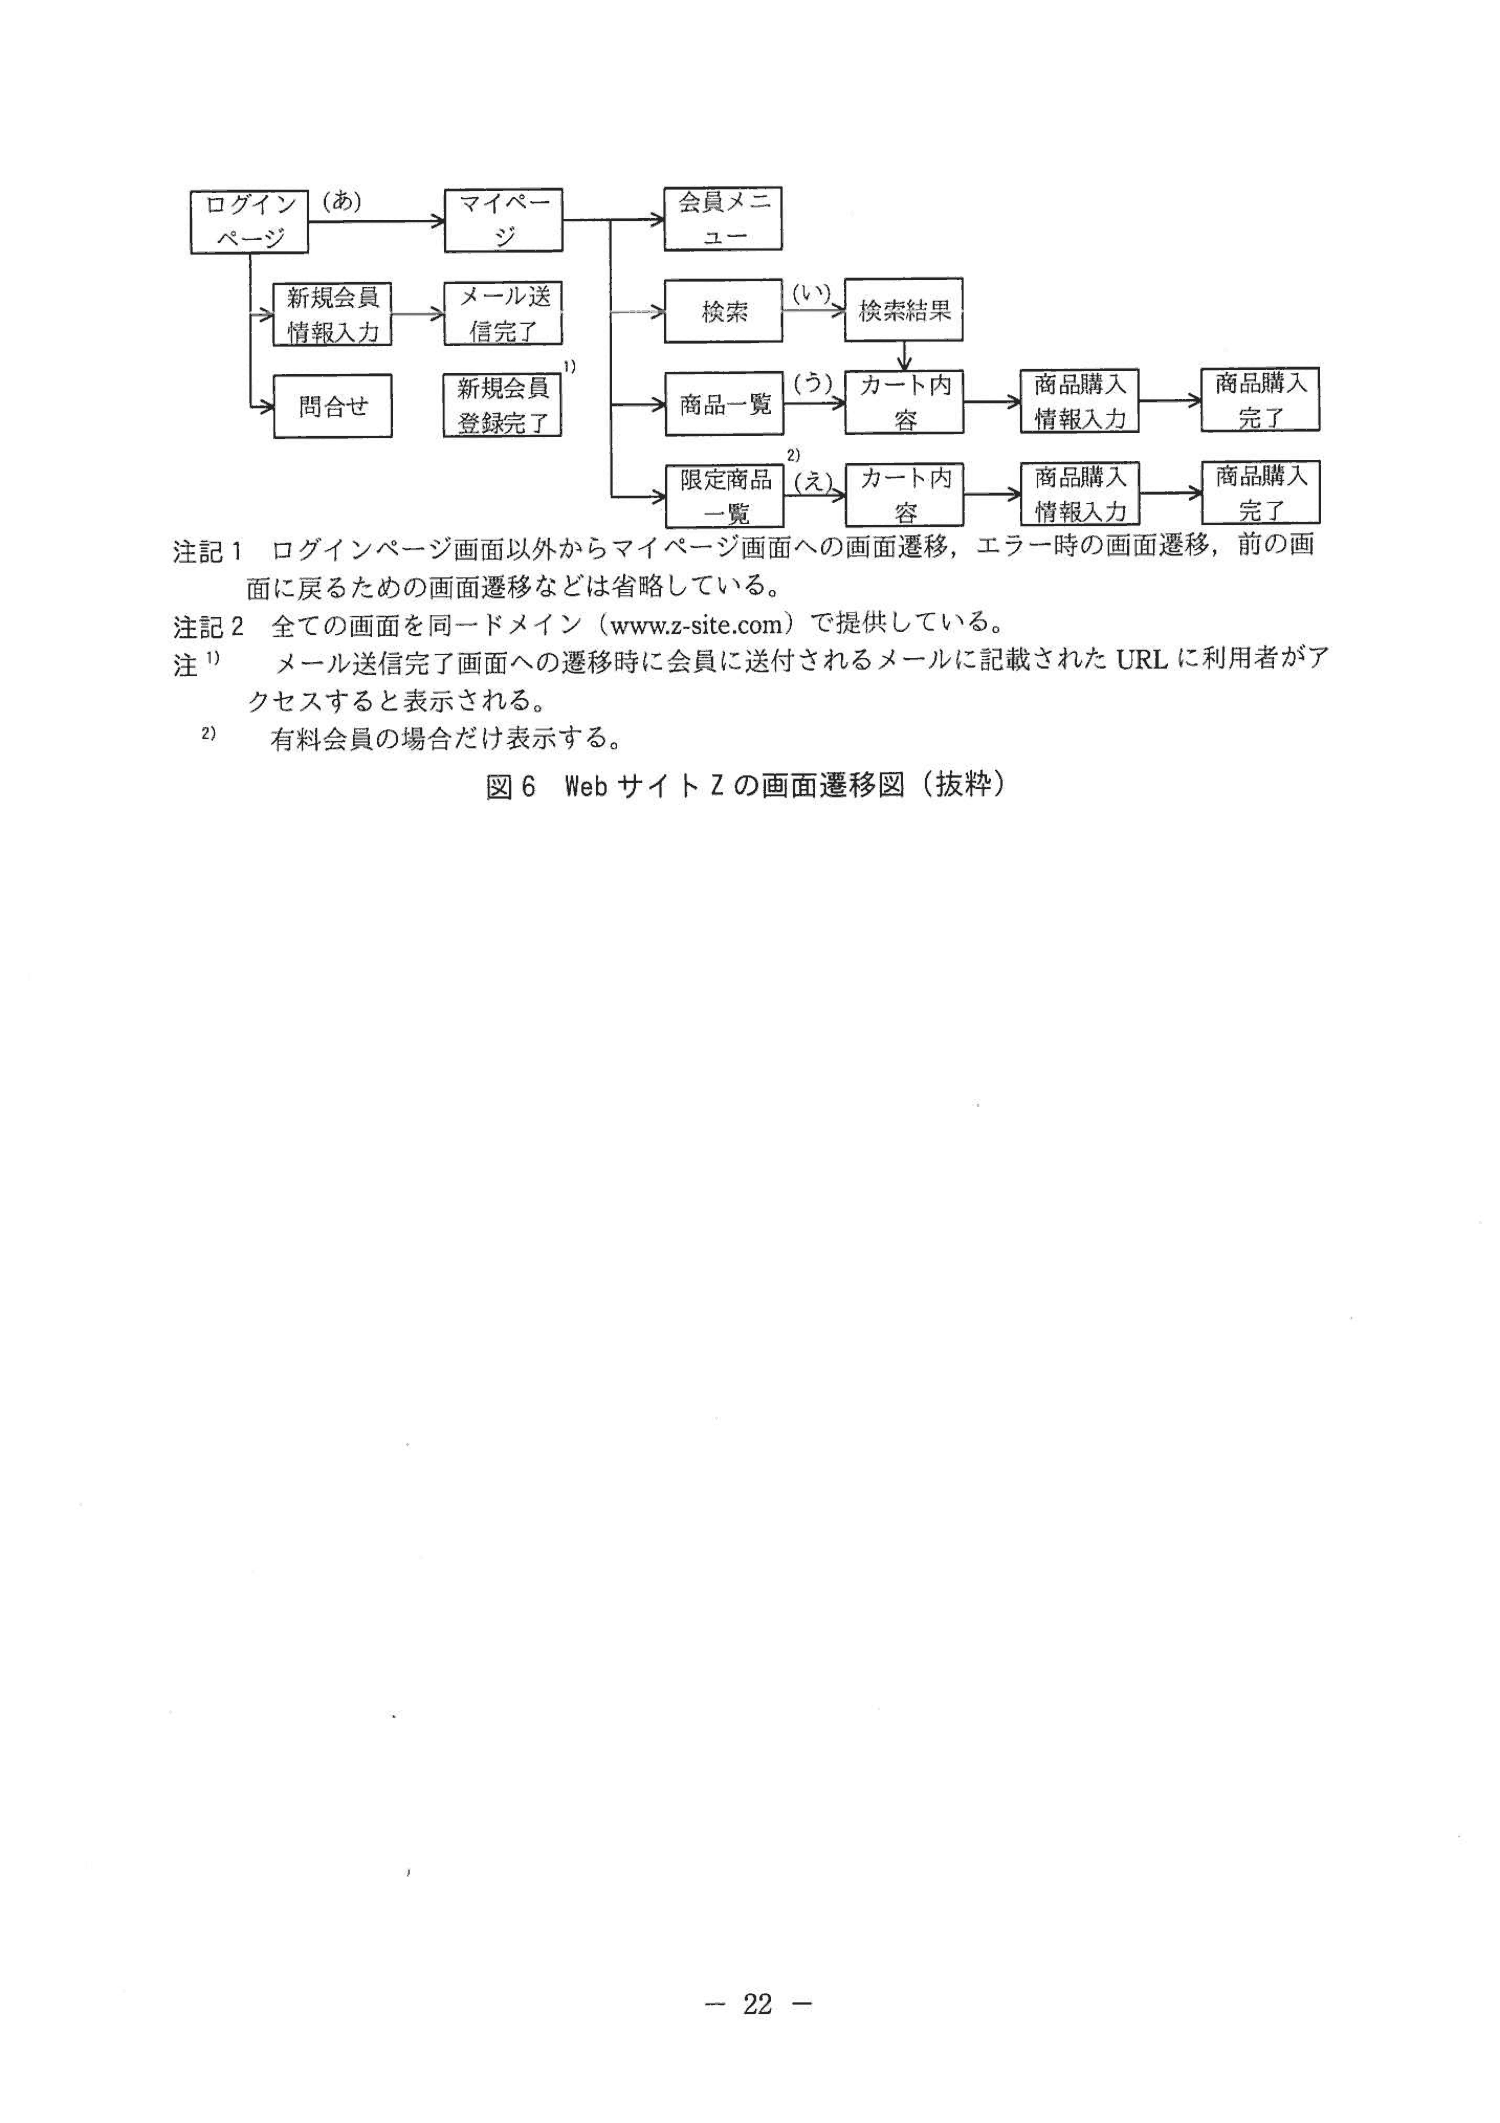 ログイン
ページ
(あ)
マイペー
ジ
会員メニ
ュー
新規会員
情報入力
メール送
信完了
検索
(い)
検索結果
問合せ
新規会員
登録完了
1)
商品一覧
(う)
カート内
容
商品購入
情報入力
商品購入
完了
限定商品
一覧
2)
(え)
カート内
容
商品購入
情報入力
商品購入
完了
注記1 ログインページ画面以外からマイページ画面への画面遷移，エラー時の画面遷移，前の画
面に戻るための画面遷移などは省略している。
注記2 全ての画面を同一ドメイン（www.z-site.com）で提供している。
注1) メール送信完了画面への遷移時に会員に送付されるメールに記載された URL に利用者がア
クセスすると表示される。
2) 有料会員の場合だけ表示する。
図6 Web サイト Z の画面遷移図（抜粋）
－ 22 －